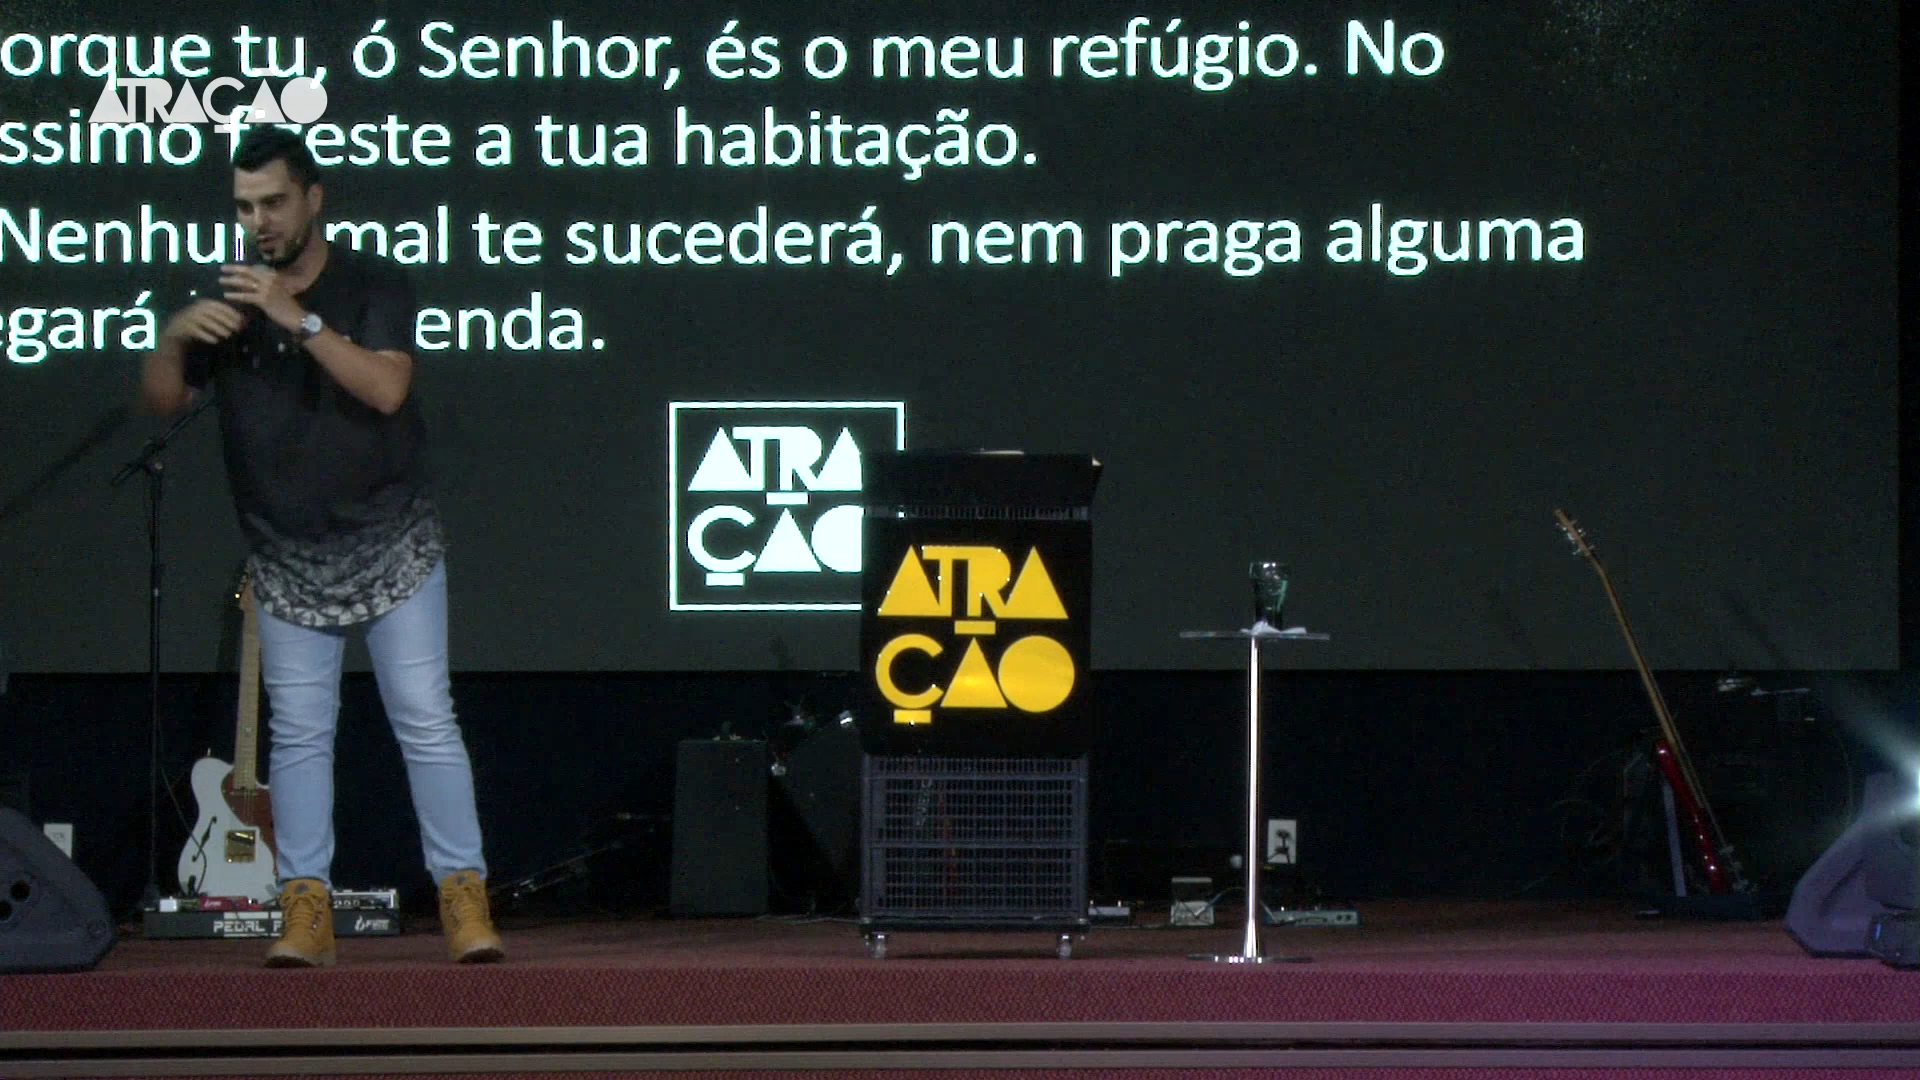 orque tu, ó Senhor, és o meu refúgio. No
ATRAÇÃO
ssimo f  este a tua habitação.
Nenhu  mal te sucederá, nem praga alguma
egará  enda.
ATRA
ÇÃO
ATRA
ÇÃO
PEDAL